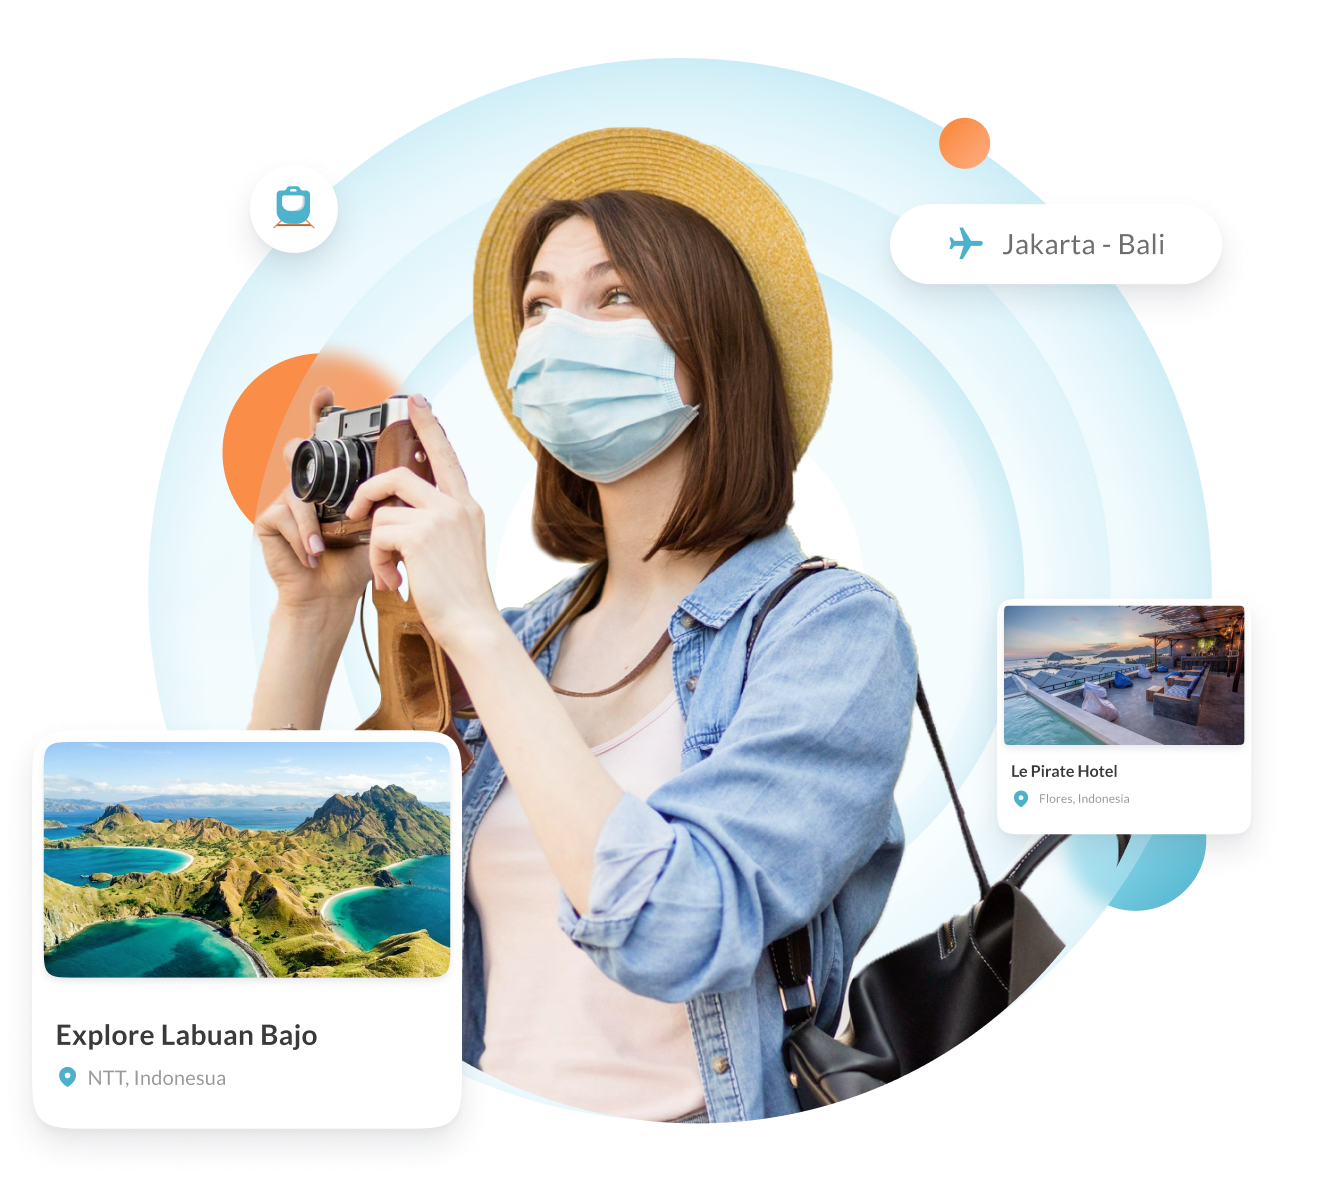 Jakarta - Bali
Le Pirate Hotel
Flores, Indonesia
Explore Labuan Bajo
NTT, Indonesua